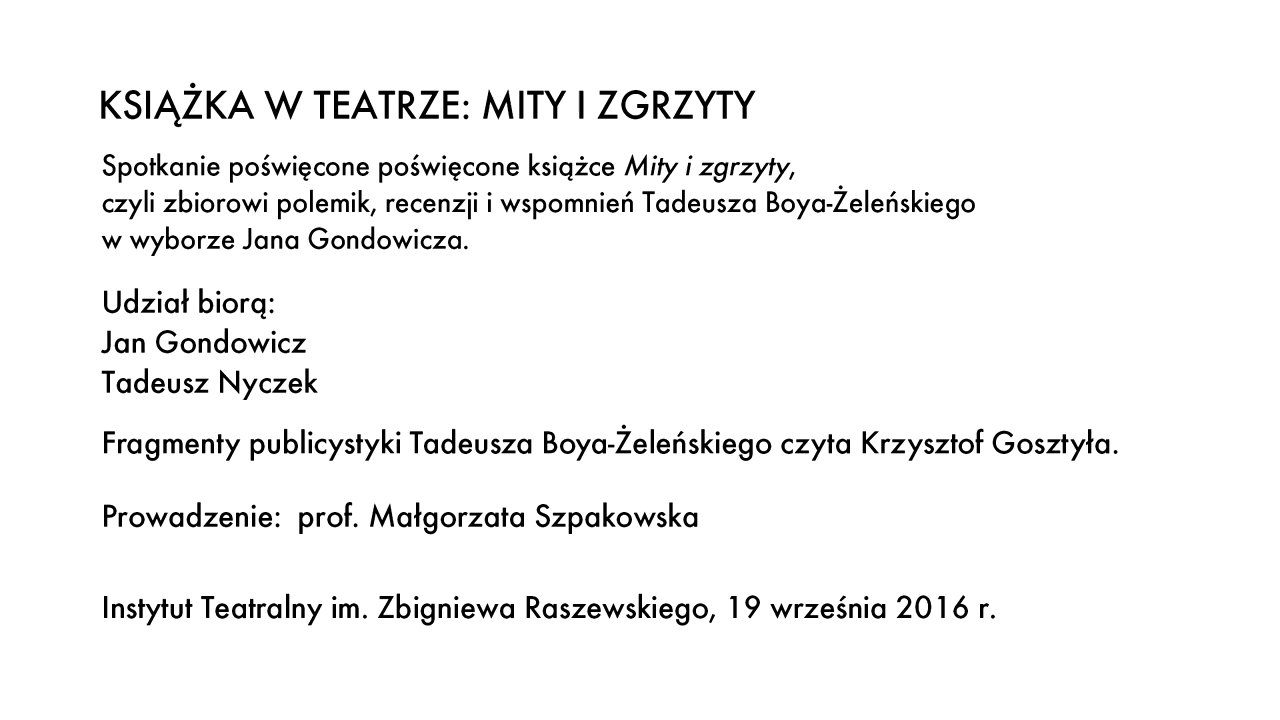 KSIĄŻKA W TEATRZE: MITY I ZGRZYTY
Spotkanie poświęcone poświęcone książce Mity i zgrzyty,
czyli zbiorowi polemik, recenzji i wspomnień Tadeusza Boya-Żeleńskiego
w wyborze Jana Gondowicza.
Udział biorą:
Jan Gondowicz
Tadeusz Nyczek
Fragmenty publicystyki Tadeusza Boya-Żeleńskiego czyta Krzysztof Gosztyła.
Prowadzenie:  prof. Małgorzata Szpakowska
Instytut Teatralny im. Zbigniewa Raszewskiego, 19 września 2016 r.